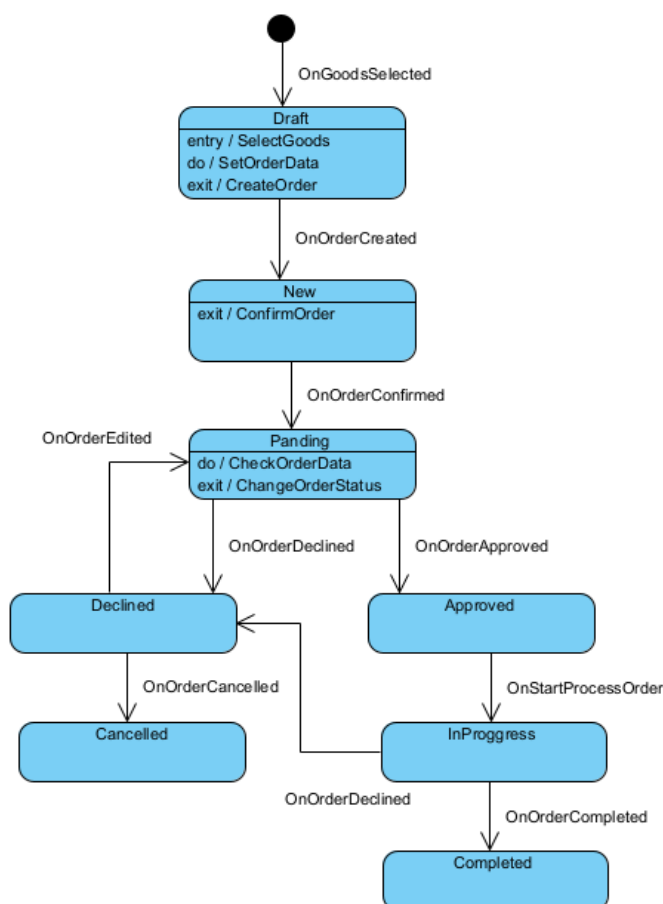 OnGoodsSelected
Draft
entry / SelectGoods
do / SetOrderData
exit / CreateOrder
OnOrderCreated
New
exit / ConfirmOrder
OnOrderConfirmed
OnOrderEdited
Panding
do / CheckOrderData
exit / ChangeOrderStatus
OnOrderDeclined
OnOrderApproved
Declined
Approved
OnOrderCancelled
OnStartProcessOrder
Cancelled
InProggress
OnOrderDeclined
OnOrderCompleted
Completed